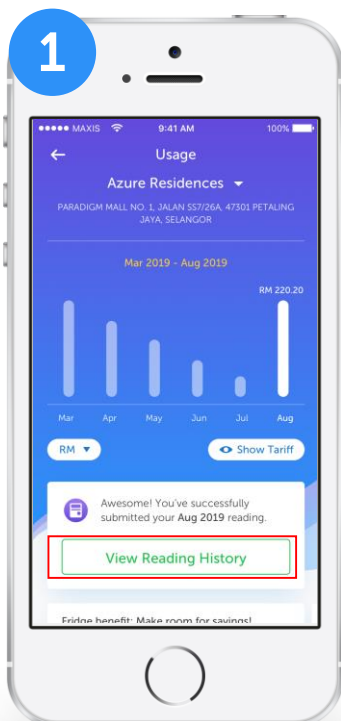 1
MAXIS 9:41 AM 100%
Usage
Azure Residences
PARADIGM MALL NO. 1, JALAN SS7/26A, 47301 PETALING
JAYA, SELANGOR
Mar 2019 - Aug 2019
RM 220.20
Mar Apr May Jun Jul Aug
RM Show Tariff
Awesome! You've successfully
submitted your Aug 2019 reading.
View Reading History
Fridge benefit: Make room for savings!